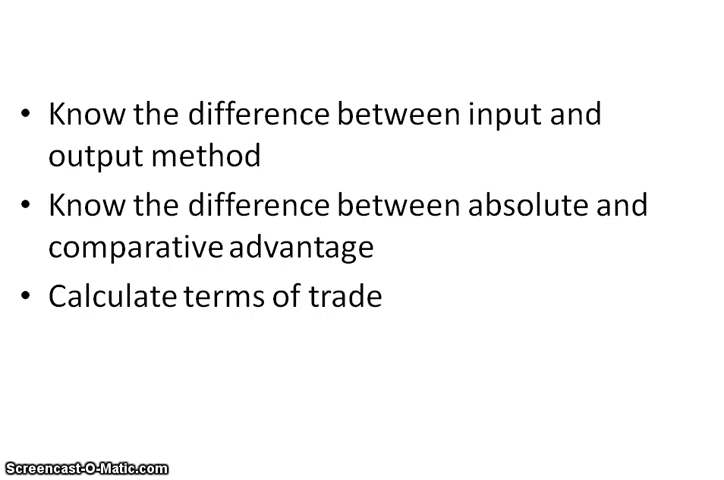 • Know the difference between input and
output method
• Know the difference between absolute and
comparative advantage
• Calculate terms of trade
Screencast-O-Matic.com